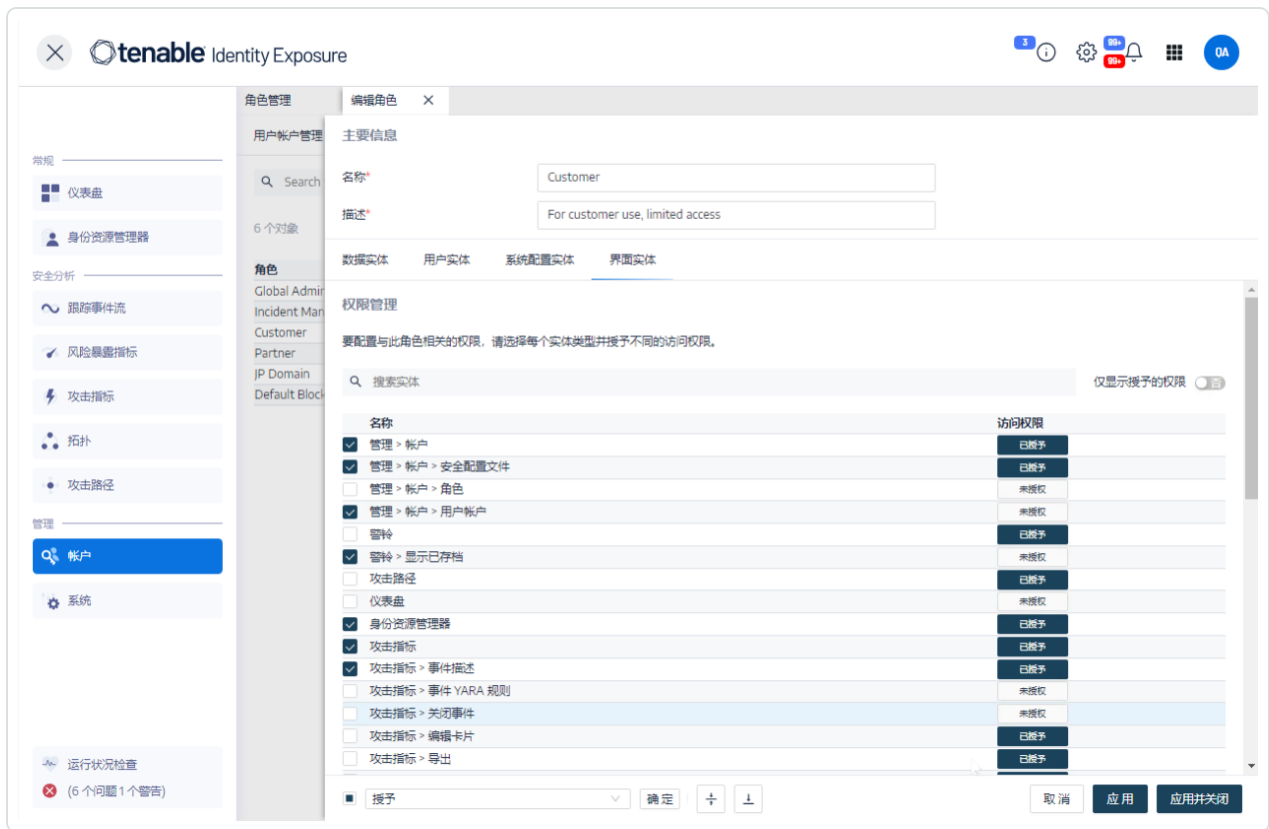 tenable Identity Exposure
3
99+
99+
QA
角色管理
编辑角色
用户帐户管理
主要信息
常规
仪表盘
身份资源管理器
安全分析
跟踪事件流
风险暴露指标
攻击指标
拓扑
攻击路径
管理
帐户
系统
运行状况检查
(6 个问题 1 个警告)
Search
6 个对象
角色
Global Admir
Incident Man
Customer
Partner
JP Domain
Default Block
名称*
Customer
描述*
For customer use, limited access
数据实体 用户实体 系统配置实体 界面实体
权限管理
要配置与此角色相关的权限，请选择每个实体类型并授予不同的访问权限。
搜索实体
仅显示授予的权限 否
名称 访问权限
管理 > 帐户 已授予
管理 > 帐户 > 安全配置文件 已授予
管理 > 帐户 > 角色 未授权
管理 > 帐户 > 用户帐户 未授权
警铃 已授予
警铃 > 显示已存档 未授权
攻击路径 已授予
仪表盘 未授权
身份资源管理器 已授予
攻击指标 已授予
攻击指标 > 事件描述 已授予
攻击指标 > 事件 YARA 规则 未授权
攻击指标 > 关闭事件 未授权
攻击指标 > 编辑卡片 已授予
攻击指标 > 导出 已授予
授予 确定 取消 应用 应用并关闭